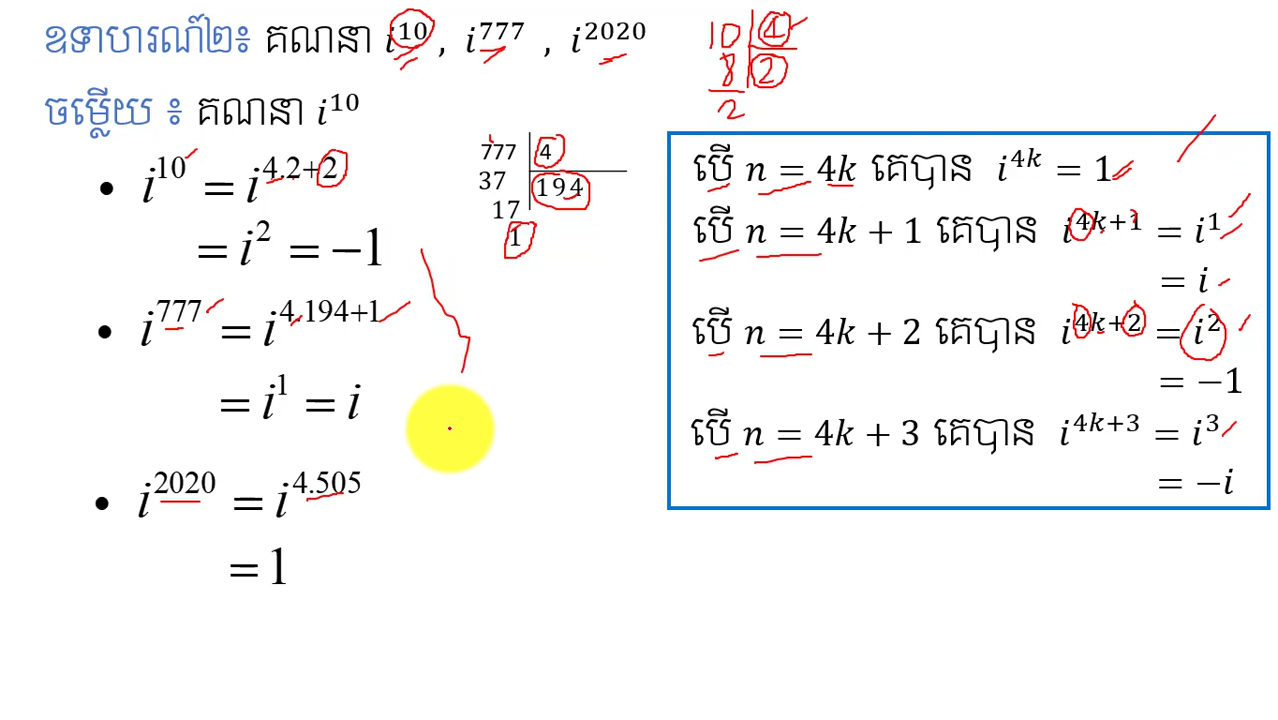 ឧទាហរណ៍២៖ គណនា i^10 , i^777 , i^2020
ចម្លើយ ៖ គណនា i^10
• i^10 = i^4.2+2
= i^2 = −1
• i^777 = i^4.194+1
= i^1 = i
• i^2020 = i^4.505
= 1
777 4
37 194
17
1
10 4
8 2
2
បើ n = 4k គេបាន i^4k = 1
បើ n = 4k + 1 គេបាន i^4k+1 = i^1
= i
បើ n = 4k + 2 គេបាន i^4k+2 = i^2
= −1
បើ n = 4k + 3 គេបាន i^4k+3 = i^3
= −i